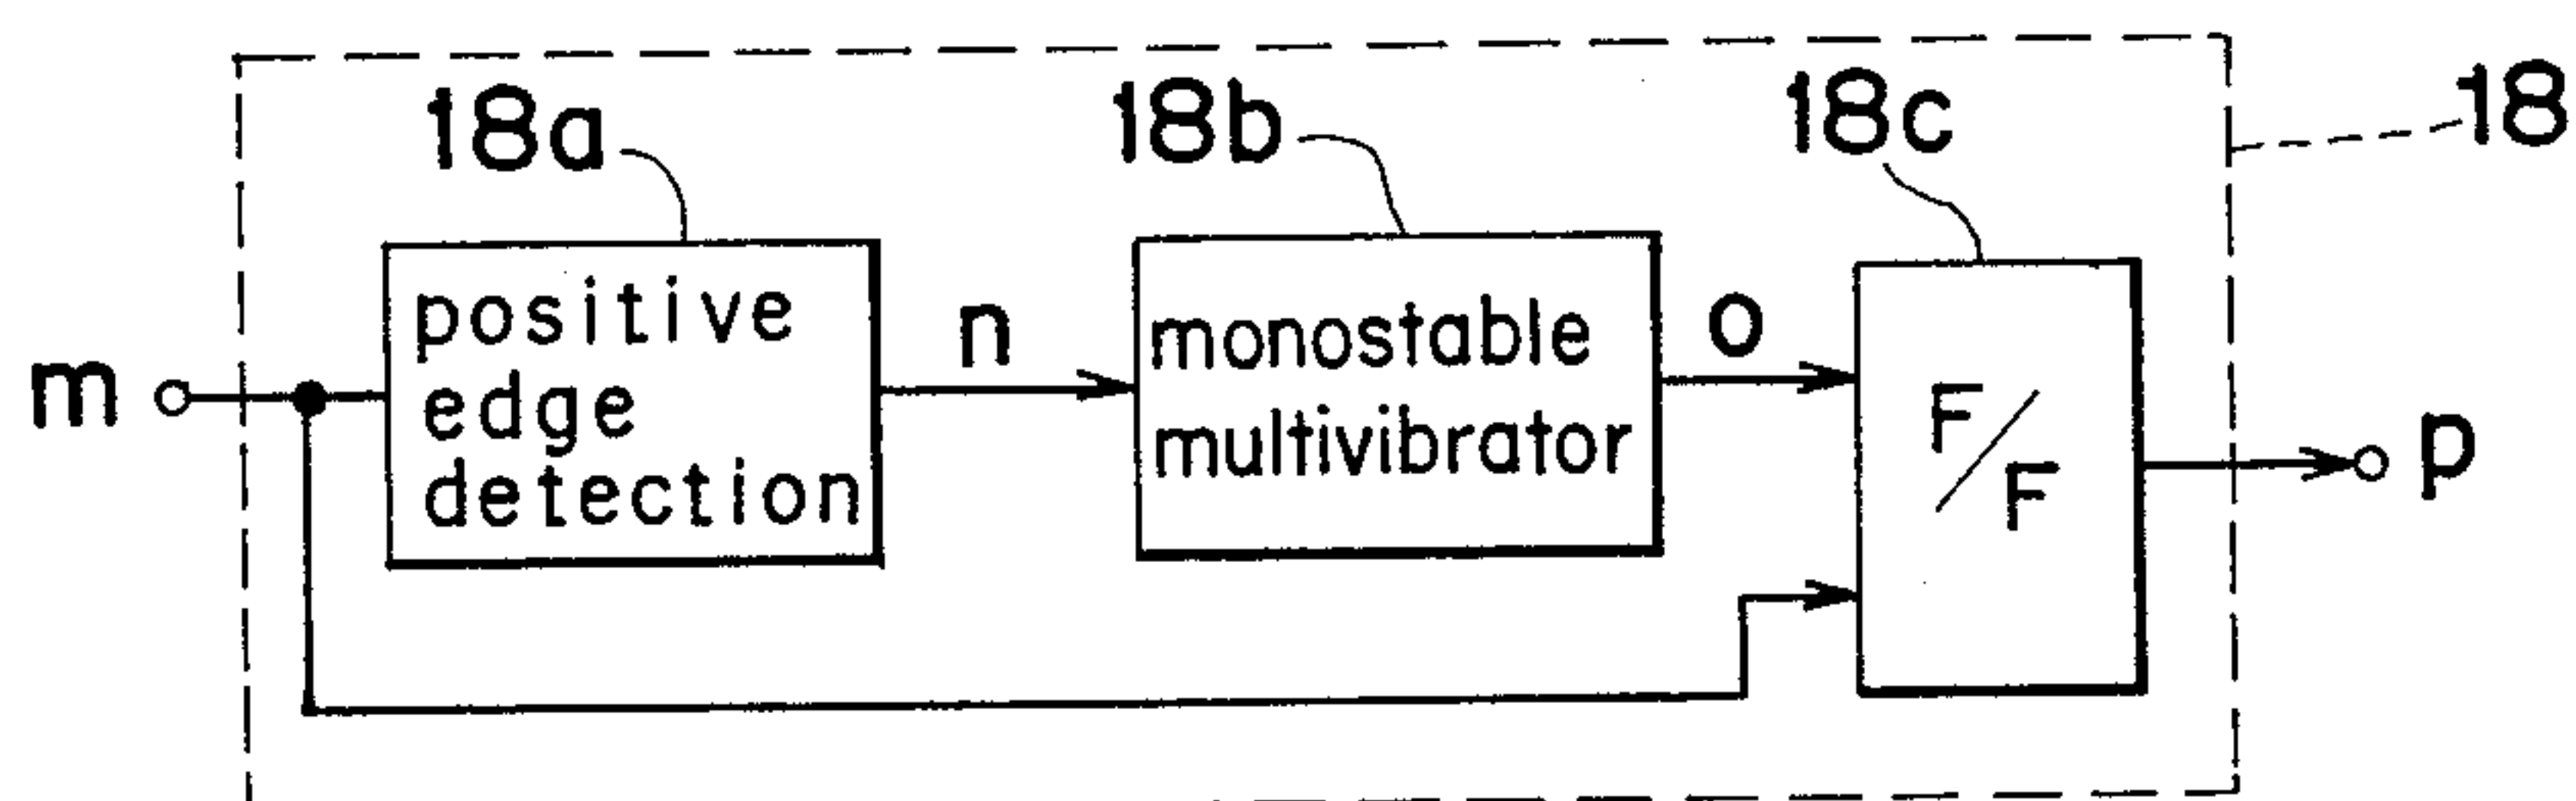 18
18a
18b
18c
m
positive
edge
detection
n
monostable
multivibrator
o
F/F
p